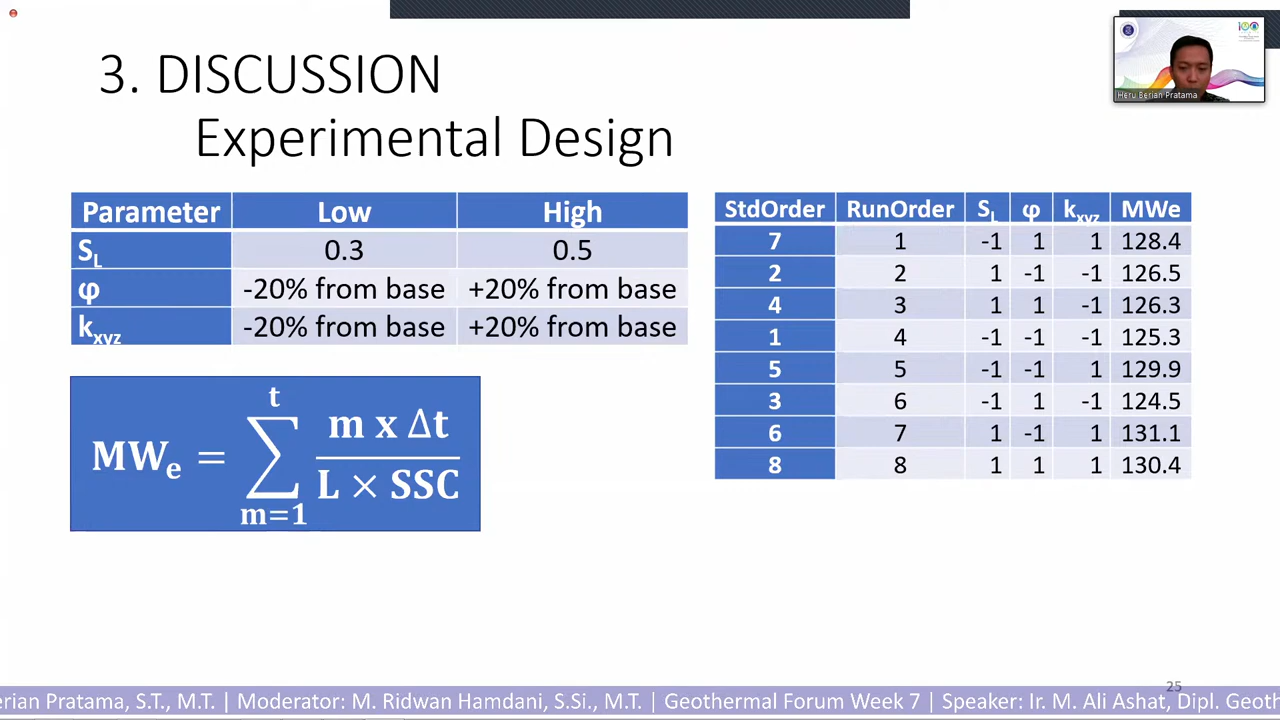 3. DISCUSSION
Experimental Design
Heru Berian Pratama
Parameter Low High
SL 0.3 0.5
φ -20% from base +20% from base
kxyz -20% from base +20% from base
MWe = t ∑ m=1 m x Δt / L × SSC
StdOrder RunOrder SL φ kxyz MWe
7 1 -1 1 1 128.4
2 2 1 -1 -1 126.5
4 3 1 1 -1 126.3
1 4 -1 -1 -1 125.3
5 5 -1 -1 1 129.9
3 6 -1 1 -1 124.5
6 7 1 -1 1 131.1
8 8 1 1 1 130.4
25
erian Pratama, S.T., M.T. | Moderator: M. Ridwan Hamdani, S.Si., M.T. | Geothermal Forum Week 7 | Speaker: Ir. M. Ali Ashat, Dipl. Geoth